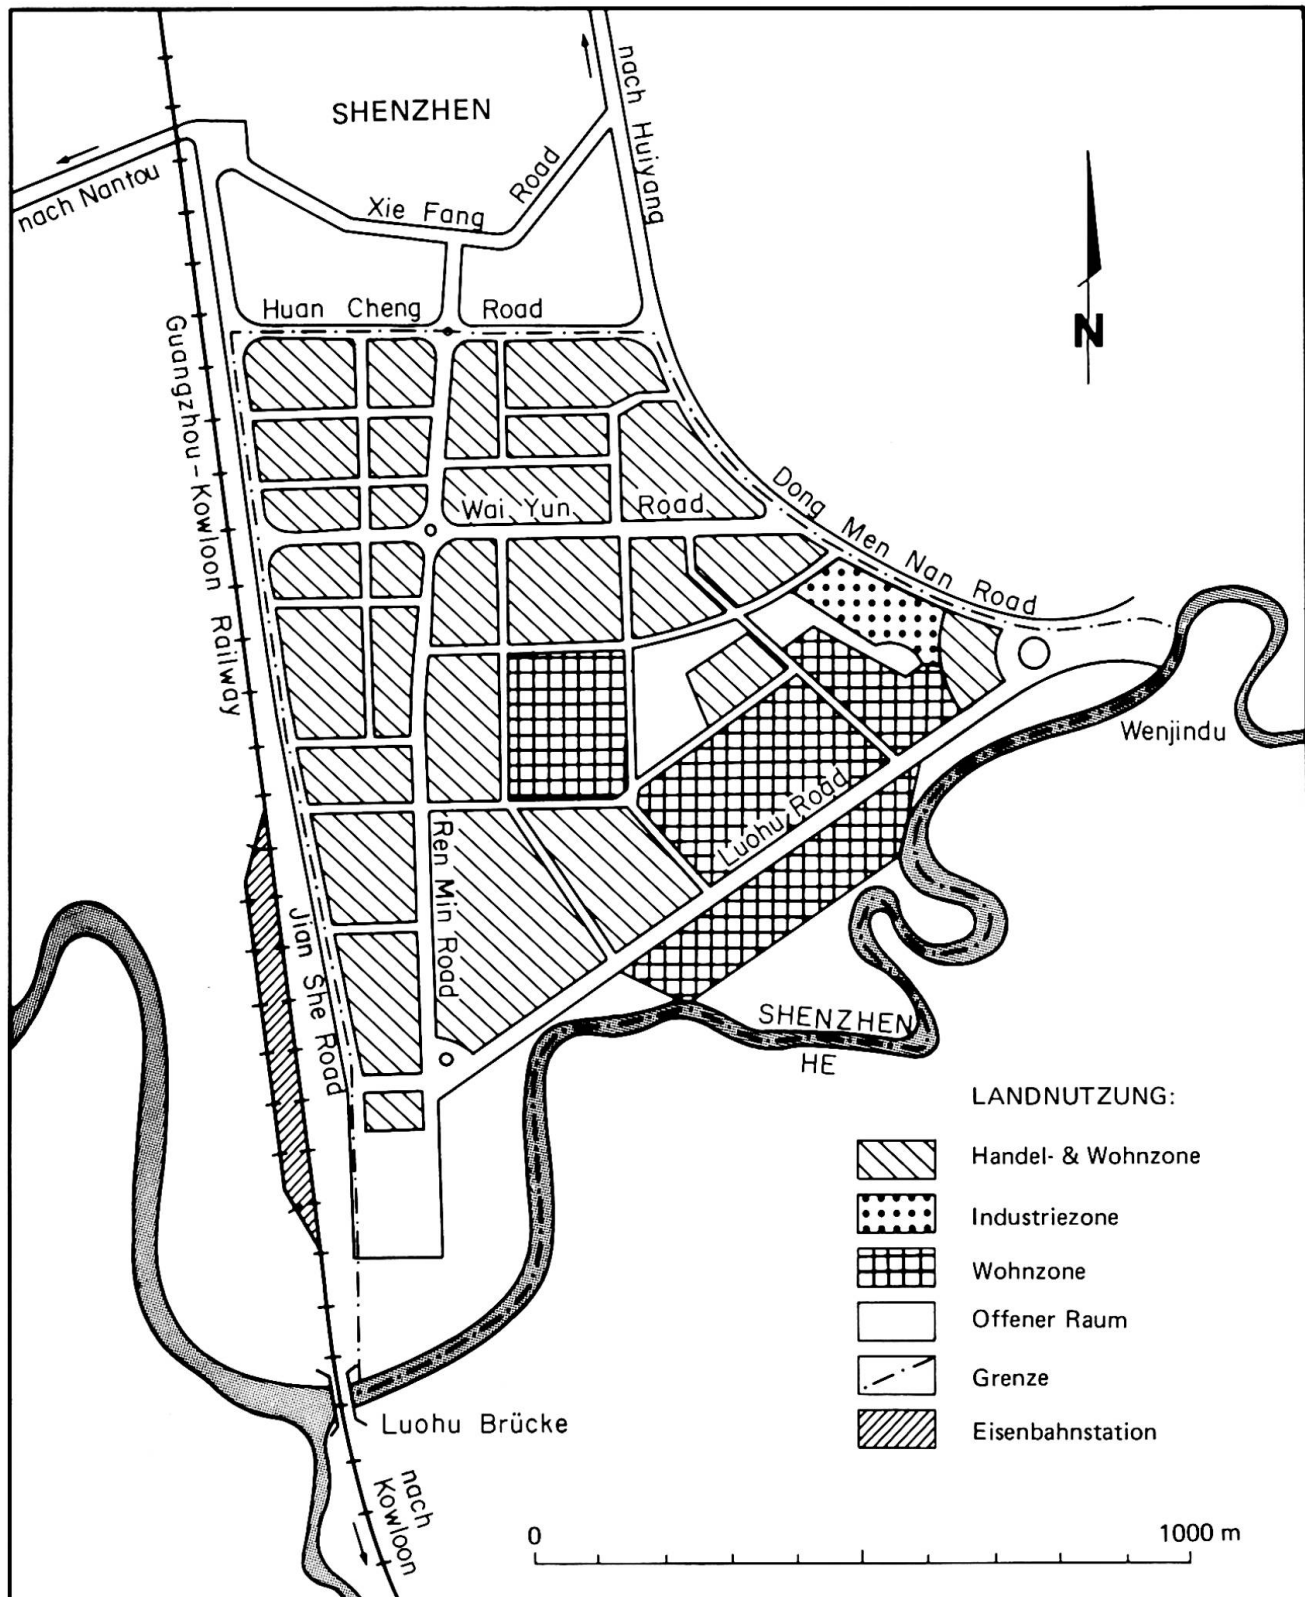 SHENZHEN
nach Huiyang
nach Nantou
Xie Fang Road
Huan Cheng Road
Guangzhou-Kowloon Railway
Wai Yun Road
Dong Men Nan Road
Wenjindu
Luohu Road
Ren Min Road
Jian She Road
SHENZHEN
HE
N
LANDNUTZUNG:
Handel- & Wohnzone
Industriezone
Wohnzone
Offener Raum
Grenze
Eisenbahnstation
Luohu Brücke
nach
Kowloon
0
1000 m